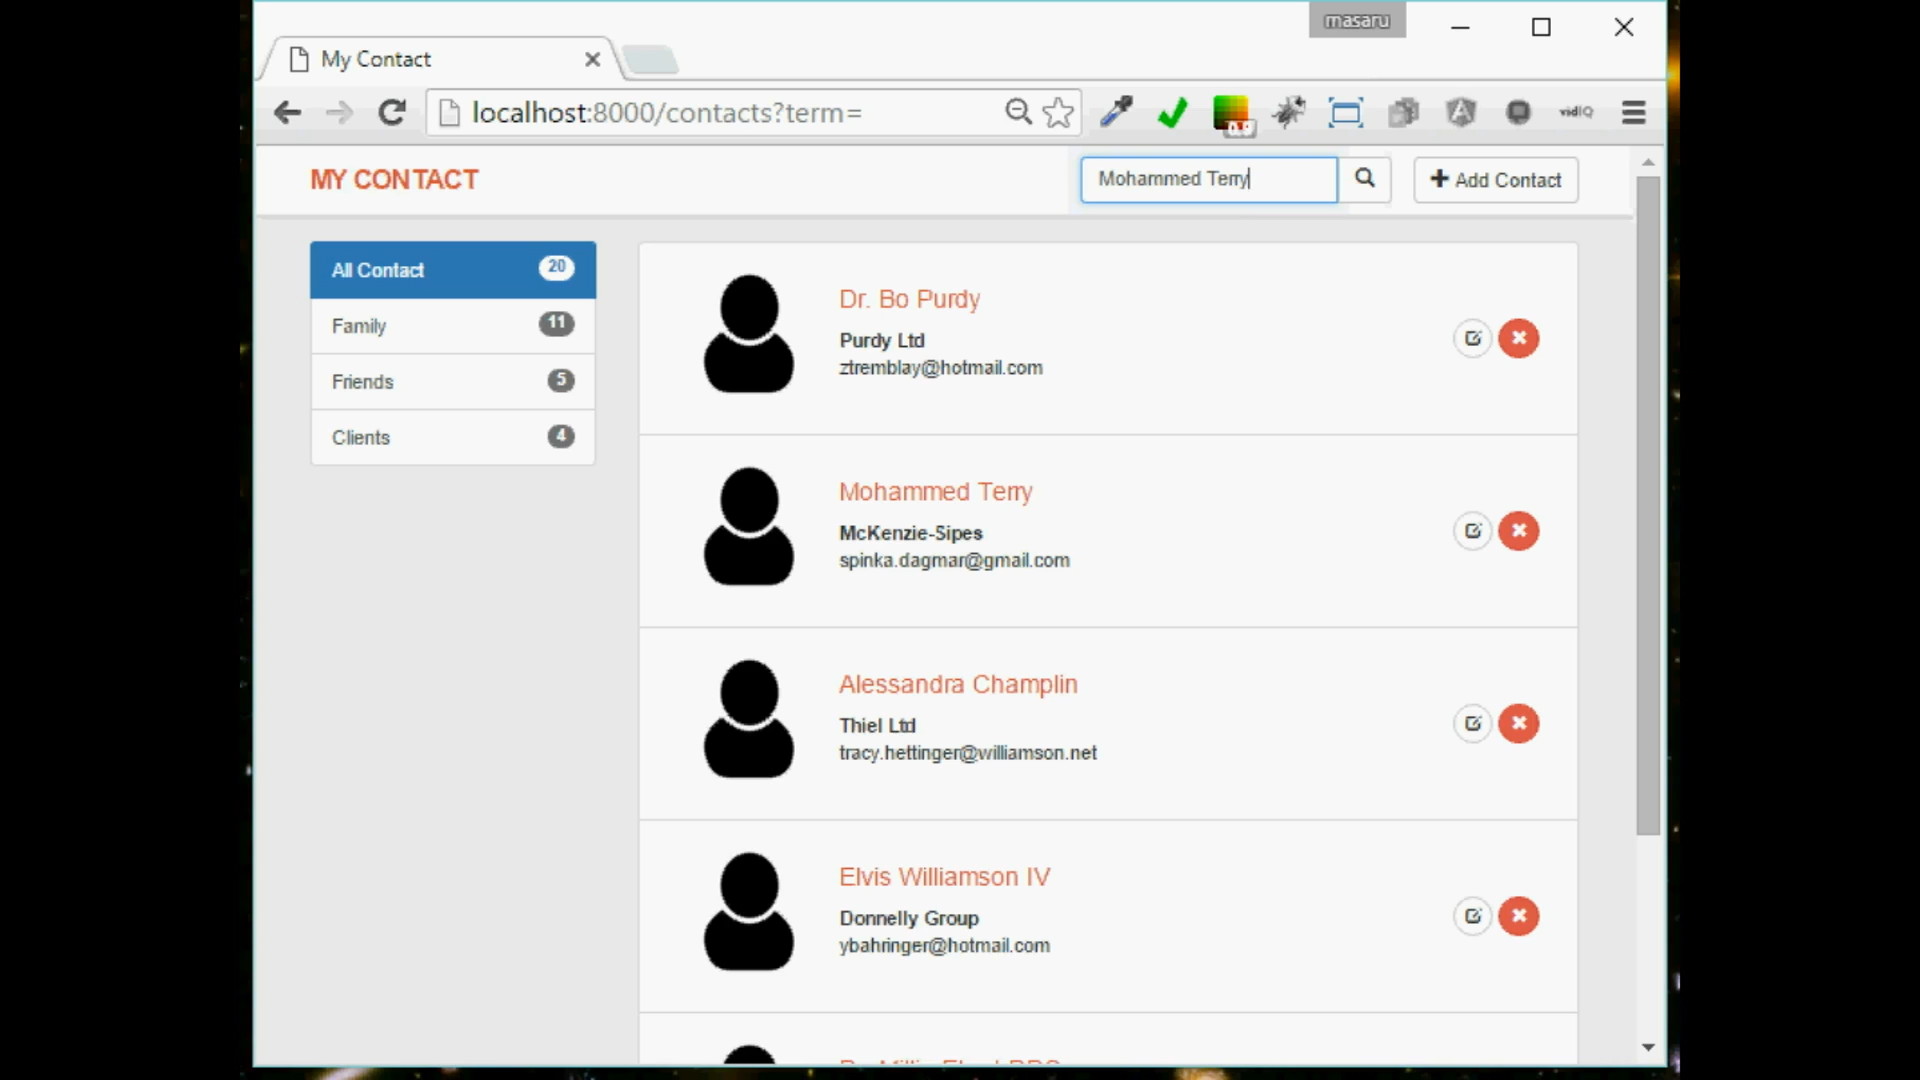 masaru
My Contact
localhost:8000/contacts?term=
vidIQ
MY CONTACT
Mohammed Terry
Add Contact
All Contact 20
Family 11
Friends 5
Clients 4
Dr. Bo Purdy
Purdy Ltd
ztremblay@hotmail.com
Mohammed Terry
McKenzie-Sipes
spinka.dagmar@gmail.com
Alessandra Champlin
Thiel Ltd
tracy.hettinger@williamson.net
Elvis Williamson IV
Donnelly Group
ybahringer@hotmail.com